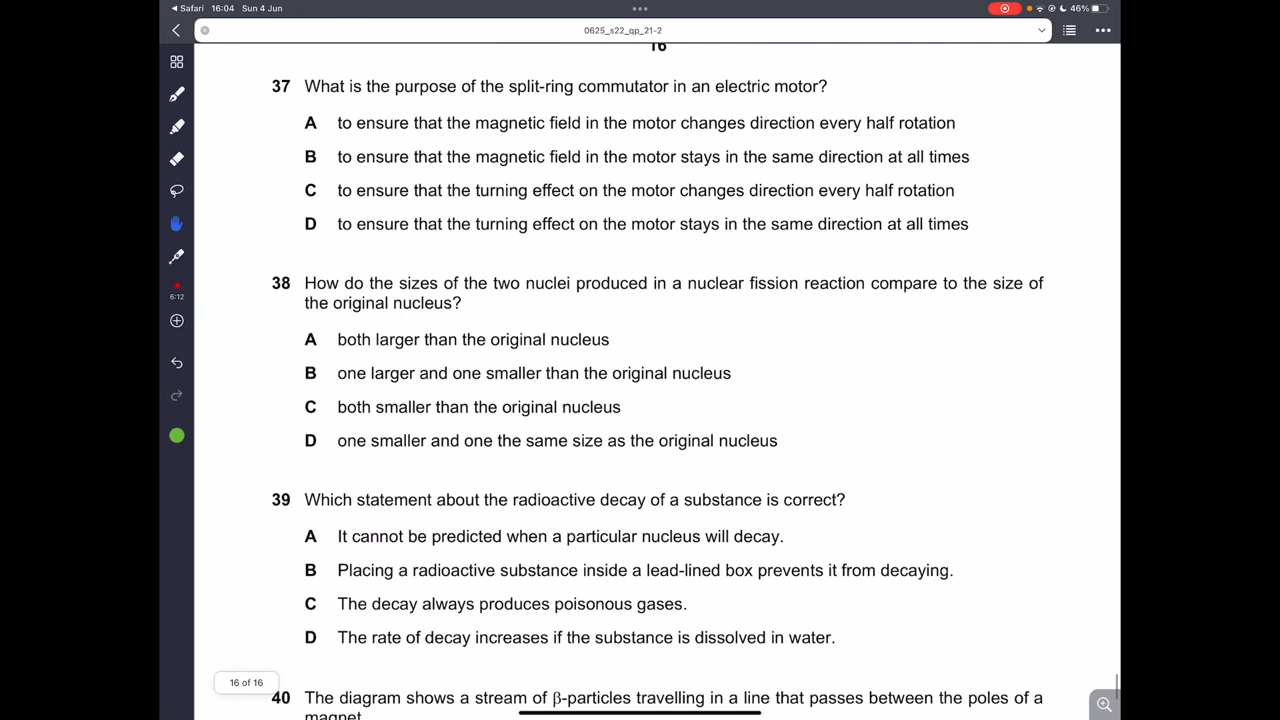 Safari 16:04 Sun 4 Jun
46%
0625_s22_qp_21-2
16
37 What is the purpose of the split-ring commutator in an electric motor?
A to ensure that the magnetic field in the motor changes direction every half rotation
B to ensure that the magnetic field in the motor stays in the same direction at all times
C to ensure that the turning effect on the motor changes direction every half rotation
D to ensure that the turning effect on the motor stays in the same direction at all times
6:12
38 How do the sizes of the two nuclei produced in a nuclear fission reaction compare to the size of
the original nucleus?
A both larger than the original nucleus
B one larger and one smaller than the original nucleus
C both smaller than the original nucleus
D one smaller and one the same size as the original nucleus
39 Which statement about the radioactive decay of a substance is correct?
A It cannot be predicted when a particular nucleus will decay.
B Placing a radioactive substance inside a lead-lined box prevents it from decaying.
C The decay always produces poisonous gases.
D The rate of decay increases if the substance is dissolved in water.
16 of 16
40 The diagram shows a stream of β-particles travelling in a line that passes between the poles of a
magnet.